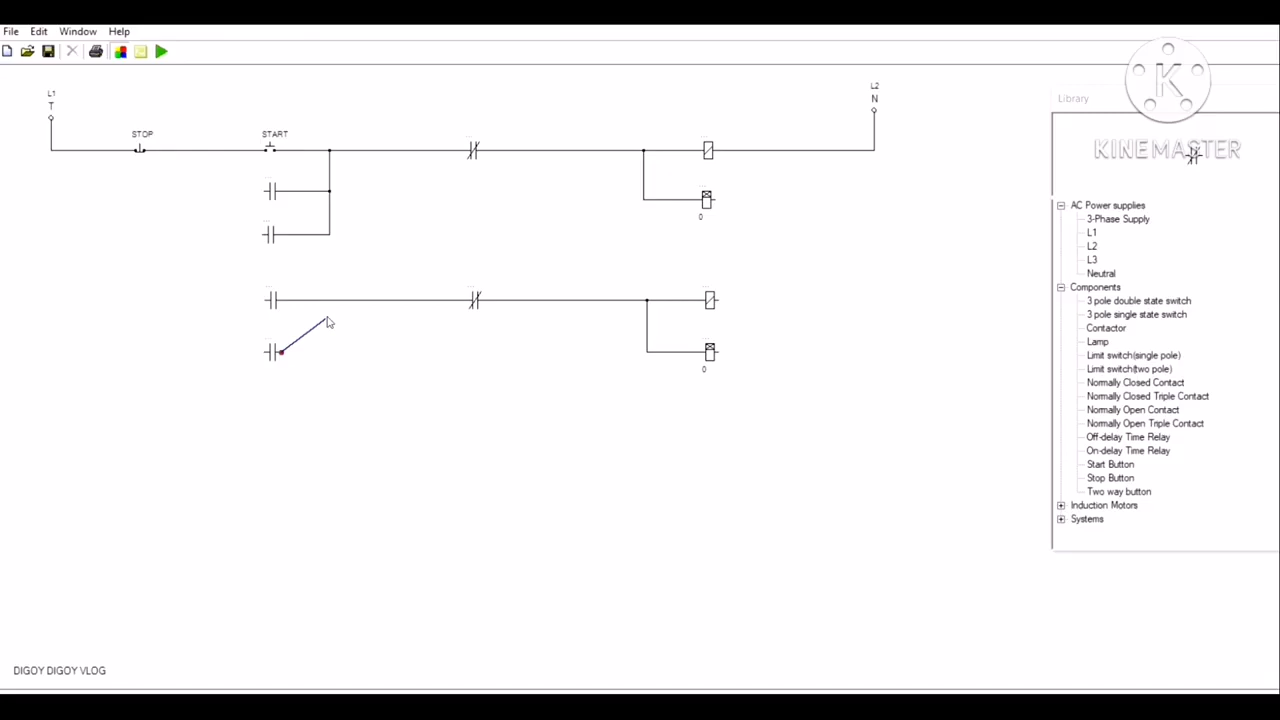 File Edit Window Help
L1
T
L2
N
STOP
START
0
0
Library
K
KINEMASTER
AC Power supplies
3-Phase Supply
L1
L2
L3
Neutral
Components
3 pole double state switch
3 pole single state switch
Contactor
Lamp
Limit switch(single pole)
Limit switch(two pole)
Normally Closed Contact
Normally Closed Triple Contact
Normally Open Contact
Normally Open Triple Contact
Off-delay Time Relay
On-delay Time Relay
Start Button
Stop Button
Two way button
Induction Motors
Systems
DIGOY DIGOY VLOG